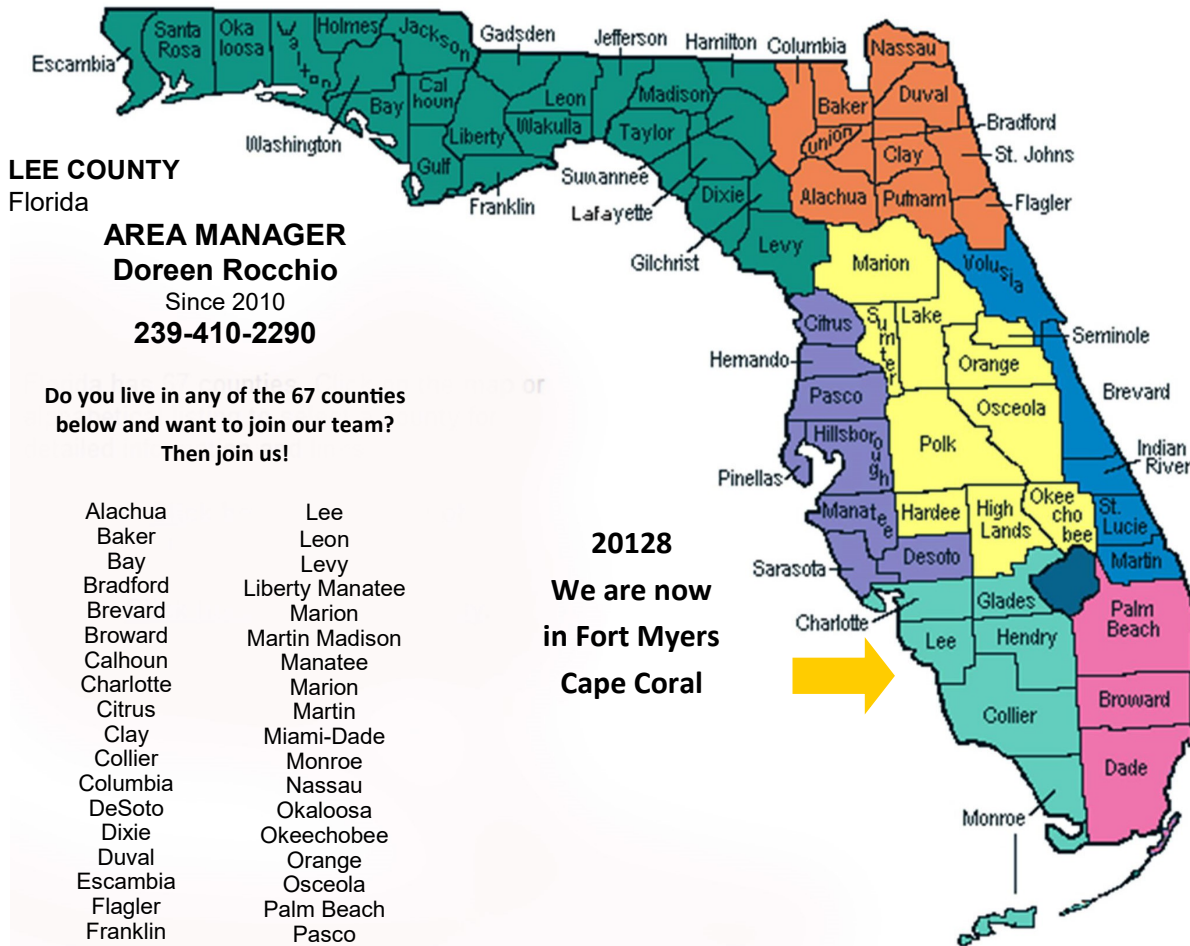 LEE COUNTY
Florida
AREA MANAGER
Doreen Rocchio
Since 2010
239-410-2290
Do you live in any of the 67 counties
below and want to join our team?
Then join us!
Alachua
Baker
Bay
Bradford
Brevard
Broward
Calhoun
Charlotte
Citrus
Clay
Collier
Columbia
DeSoto
Dixie
Duval
Escambia
Flagler
Franklin
Lee
Leon
Levy
Liberty Manatee
Marion
Martin Madison
Manatee
Marion
Martin
Miami-Dade
Monroe
Nassau
Okaloosa
Okeechobee
Orange
Osceola
Palm Beach
Pasco
20128
We are now
in Fort Myers
Cape Coral
Escambia
Santa
Rosa
Oka
loosa
Walton
Holmes
Jackson
Washington
Bay
Cal
houn
Gulf
Liberty
Gadsden
Franklin
Leon
Wakulla
Jefferson
Madison
Taylor
Hamilton
Suwannee
Lafayette
Dixie
Gilchrist
Levy
Columbia
Baker
Nassau
Duval
Union
Bradford
Clay
St. Johns
Alachua
Putnam
Flagler
Marion
Volusia
Citrus
Sumter
Lake
Seminole
Hernando
Orange
Brevard
Pasco
Osceola
Hillsborough
Polk
Indian
River
Pinellas
Manatee
Hardee
High
Lands
Okee
cho
bee
St.
Lucie
Sarasota
Desoto
Martin
Charlotte
Glades
Palm
Beach
Lee
Hendry
Collier
Broward
Dade
Monroe